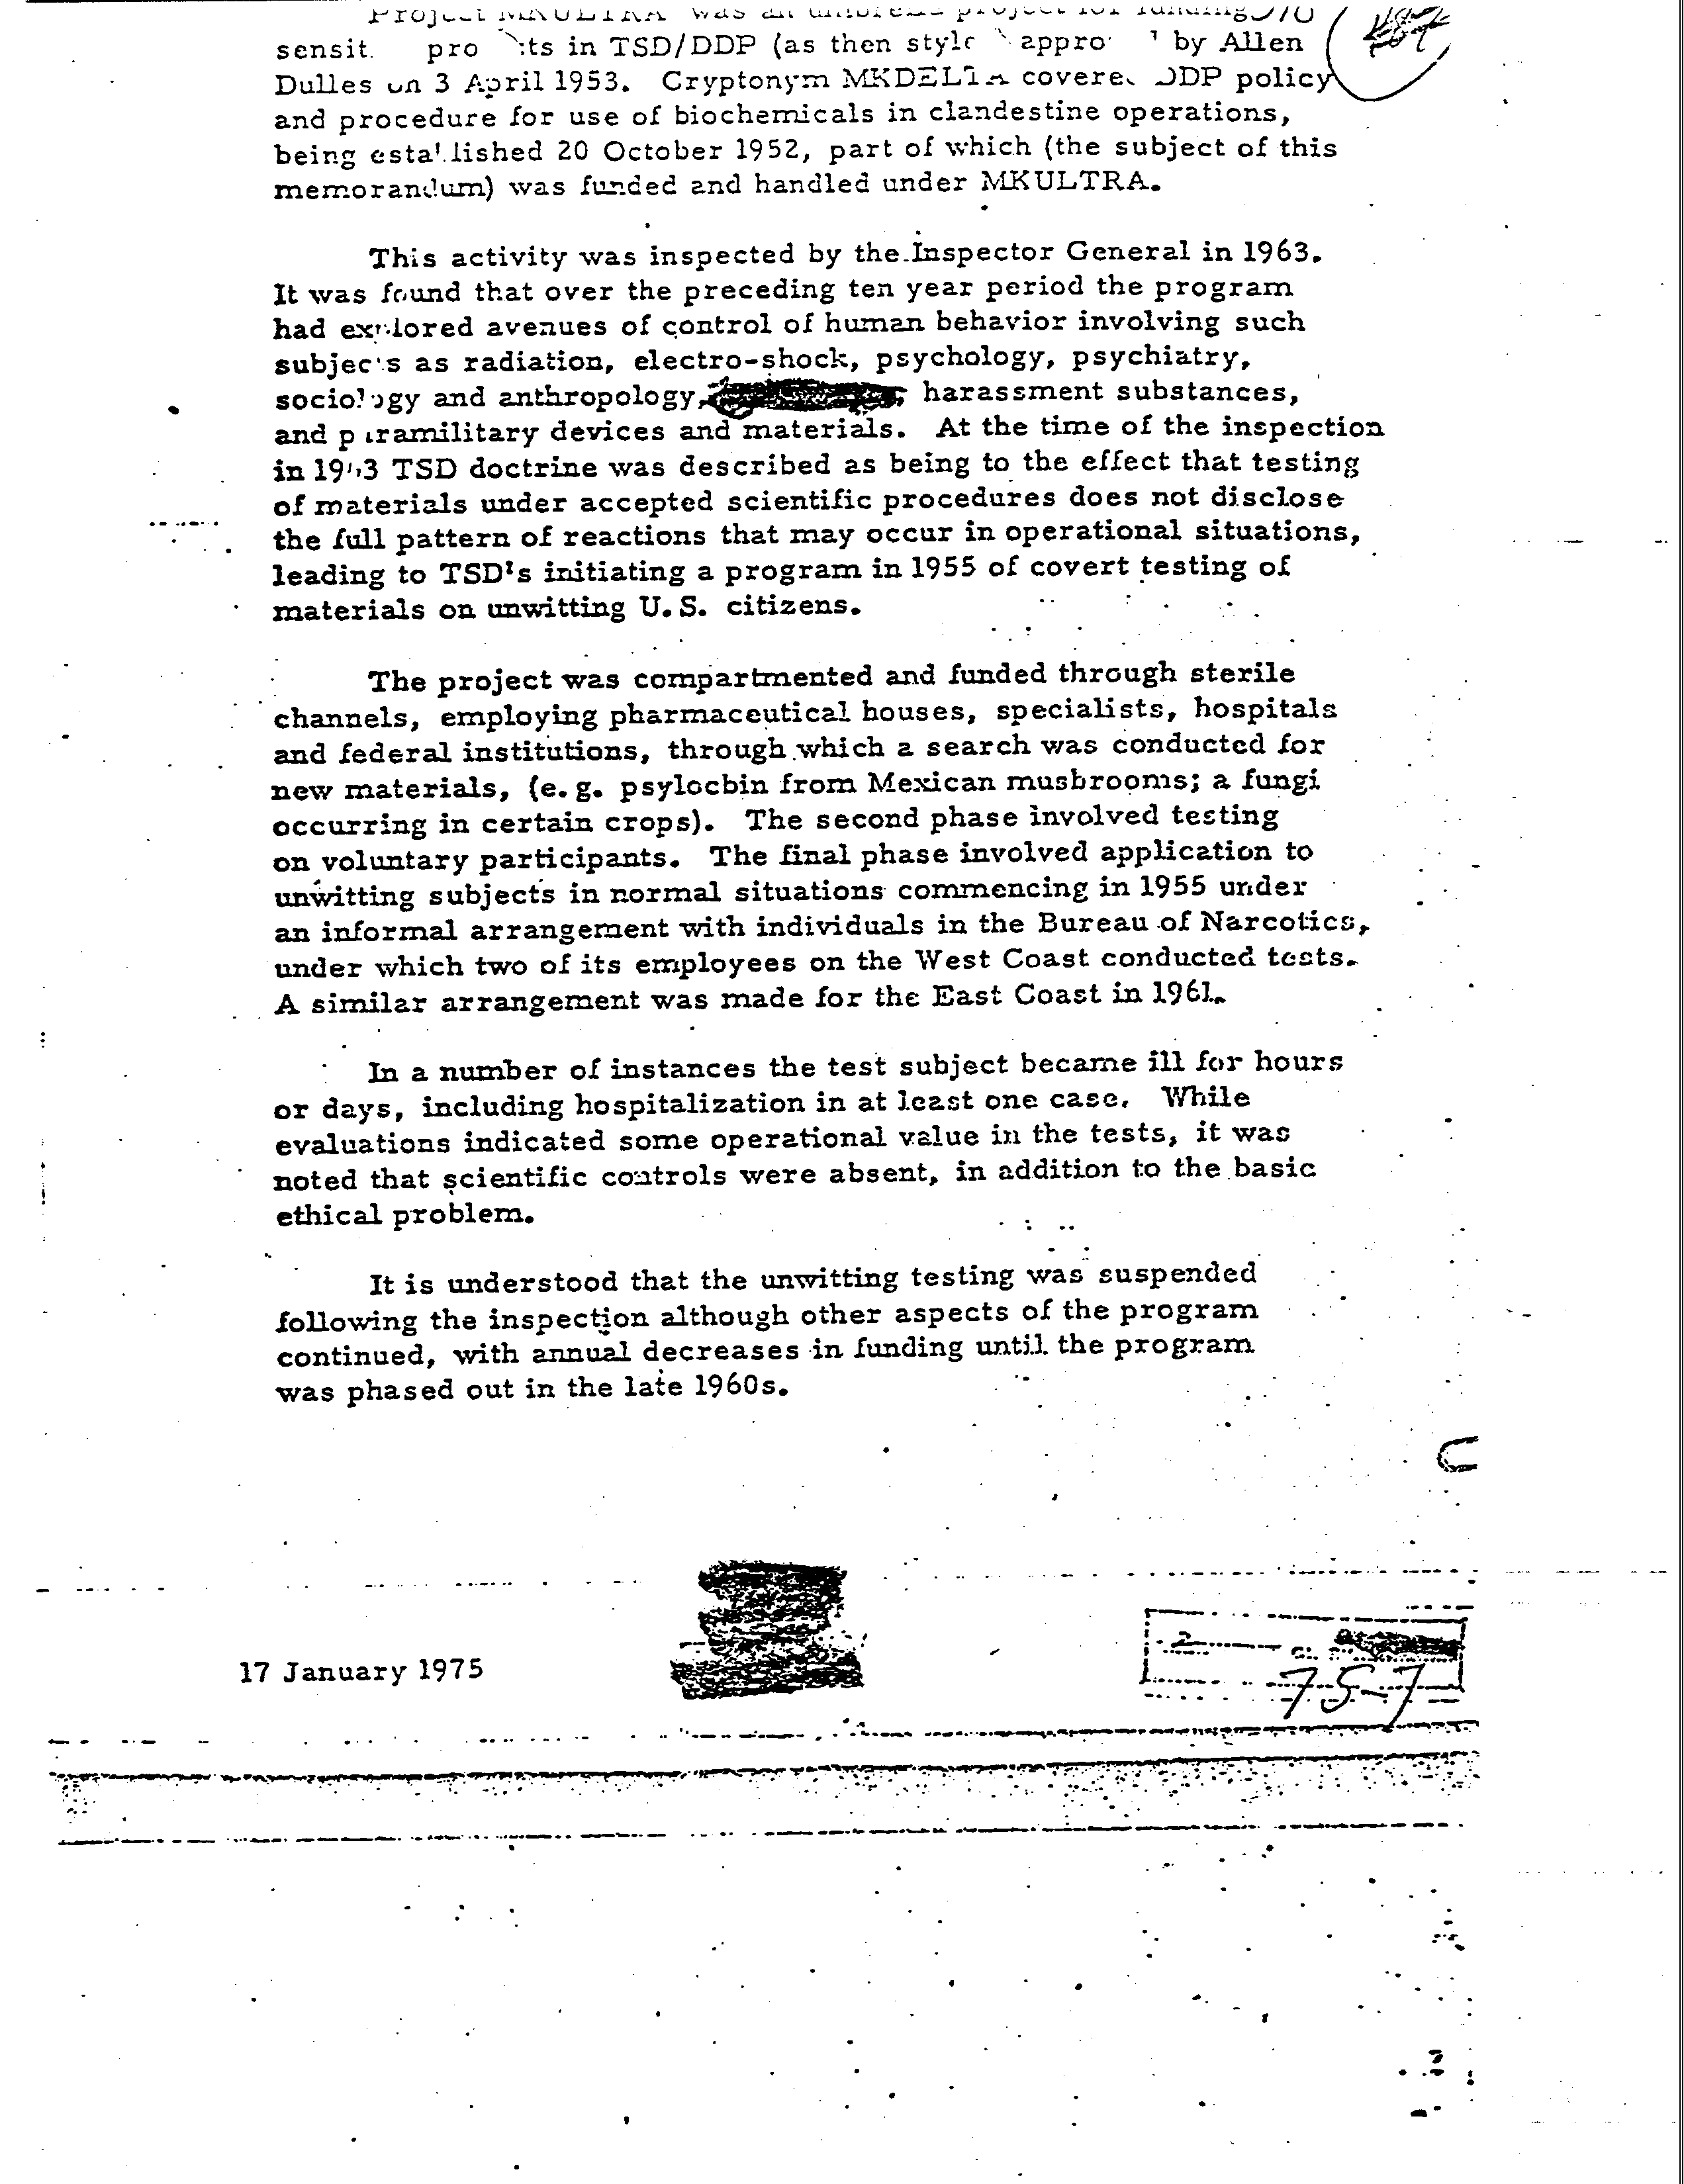 Project MKULTRA was an umbrella project for funding
sensit. pro ts in TSD/DDP (as then style appro by Allen
Dulles on 3 April 1953. Cryptonym MKDELTA covere DDP policy
and procedure for use of biochemicals in clandestine operations,
being established 20 October 1952, part of which (the subject of this
memorandum) was funded and handled under MKULTRA.
This activity was inspected by the Inspector General in 1963.
It was found that over the preceding ten year period the program
had explored avenues of control of human behavior involving such
subjects as radiation, electro-shock, psychology, psychiatry,
sociology and anthropology, harassment substances,
and paramilitary devices and materials. At the time of the inspection
in 1963 TSD doctrine was described as being to the effect that testing
of materials under accepted scientific procedures does not disclose
the full pattern of reactions that may occur in operational situations,
leading to TSD's initiating a program in 1955 of covert testing of
materials on unwitting U.S. citizens.
The project was compartmented and funded through sterile
channels, employing pharmaceutical houses, specialists, hospitals
and federal institutions, through which a search was conducted for
new materials, (e.g. psylocbin from Mexican mushrooms; a fungi
occurring in certain crops). The second phase involved testing
on voluntary participants. The final phase involved application to
unwitting subjects in normal situations commencing in 1955 under
an informal arrangement with individuals in the Bureau of Narcotics,
under which two of its employees on the West Coast conducted tests.
A similar arrangement was made for the East Coast in 1961.
In a number of instances the test subject became ill for hours
or days, including hospitalization in at least one case. While
evaluations indicated some operational value in the tests, it was
noted that scientific controls were absent, in addition to the basic
ethical problem.
It is understood that the unwitting testing was suspended
following the inspection although other aspects of the program
continued, with annual decreases in funding until the program
was phased out in the late 1960s.
17 January 1975
75-7